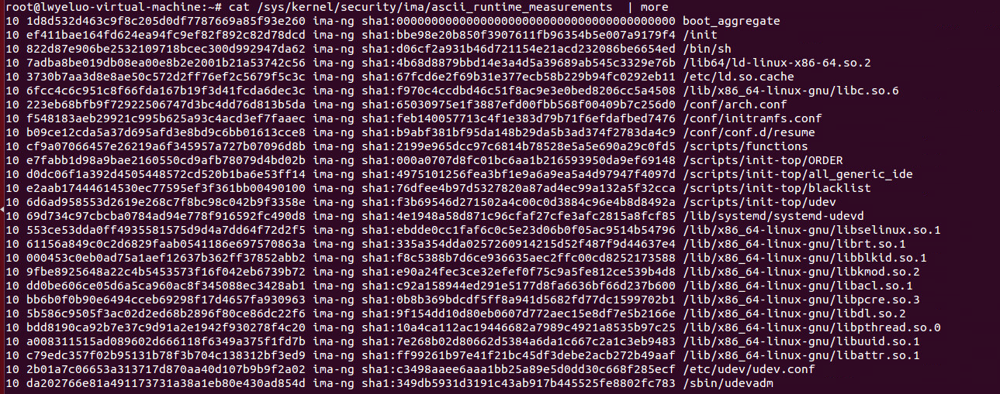 root@lwyeluo-virtual-machine:~# cat /sys/kernel/security/ima/ascii_runtime_measurements  | more
10 1d8d532d463c9f8c205d0df7787669a85f93e260 ima-ng sha1:0000000000000000000000000000000000000000 boot_aggregate
10 ef411bae164fd624ea94fc9ef82f892c82d78dcd ima-ng sha1:bbe98e20b850f3907611fb96354b5e007a9179f4 /init
10 822d87e906be2532109718bcec300d992947da62 ima-ng sha1:d06cf2a931b46d721154e21acd232086be6654ed /bin/sh
10 7adba8be019db08ea00e8b2e2001b21a53742c56 ima-ng sha1:4b68d8879bbd14e3a4d5a39689ab545c3329e76b /lib64/ld-linux-x86-64.so.2
10 3730b7aa3d8e8ae50c572d2ff76ef2c5679f5c3c ima-ng sha1:67fcd6e2f69b31e377ecb58b229b94fc0292eb11 /etc/ld.so.cache
10 6fcc4c6c951c8f66fda167b19f3d41fcda6dec3c ima-ng sha1:f970c4ccdbd46c51f8ac9e3e0bed8206cc5a4508 /lib/x86_64-linux-gnu/libc.so.6
10 223eb68bfb9f72922506747d3bc4dd76d813b5da ima-ng sha1:65030975e1f3887efd00fbb568f00409b7c256d0 /conf/arch.conf
10 f548183aeb29921c995b625a93c4acd3ef7faaec ima-ng sha1:feb140057713c4f1e383d79b71f6efdafbed7476 /conf/initramfs.conf
10 b09ce12cda5a37d695afd3e8bd9c6bb01613cce8 ima-ng sha1:b9abf381bf95da148b29da5b3ad374f2783da4c9 /conf/conf.d/resume
10 cf9a07066457e26219a6f345957a727b07096d8b ima-ng sha1:2199e965dcc97c6814b78528e5a5e690a29c0fd5 /scripts/functions
10 e7fabb1d98a9bae2160550cd9afb78079d4bd02b ima-ng sha1:000a0707d8fc01bc6aa1b216593950da9ef69148 /scripts/init-top/ORDER
10 d0dc06f1a392d4505448572cd520b1ba6e53ff14 ima-ng sha1:4975101256fea3bf1e9a6a9ea5a4d97947f4097d /scripts/init-top/all_generic_ide
10 e2aab17444614530ec77595ef3f361bb00490100 ima-ng sha1:76dfee4b97d5327820a87ad4ec99a132a5f32cca /scripts/init-top/blacklist
10 6d6ad958553d2619e268c7f8bc98c042b9f3358e ima-ng sha1:f3b69546d271502a4c00c0d3884c96e4b8d8492a /scripts/init-top/udev
10 69d734c97cbcba0784ad94e778f916592fc490d8 ima-ng sha1:4e1948a58d871c96cfaf27cfe3afc2815a8fcf85 /lib/systemd/systemd-udevd
10 553ce53dda0ff4935581575d9d4a7dd64f72d2f5 ima-ng sha1:ebdde0cc1faf6c0c5e23d06b0f05ac9514b54796 /lib/x86_64-linux-gnu/libselinux.so.1
10 61156a849c0c2d6829faab0541186e697570863a ima-ng sha1:335a354dda0257260914215d52f487f9d44637e4 /lib/x86_64-linux-gnu/librt.so.1
10 000453c0eb0ad75a1aef12637b362ff37852abb2 ima-ng sha1:f8c5388b7d6ce936635aec2ffc00cd8252173588 /lib/x86_64-linux-gnu/libblkid.so.1
10 9fbe8925648a22c4b5453573f16f042eb6739b72 ima-ng sha1:e90a24fec3ce32efef0f75c9a5fe812ce539b4d8 /lib/x86_64-linux-gnu/libkmod.so.2
10 dd0be606ce05d6a5ca960ac8f345088ec3428ab1 ima-ng sha1:c92a158944ed291e5177d8fa6636bf66d237b600 /lib/x86_64-linux-gnu/libacl.so.1
10 bb6b0f0b90e6494cceb69298f17d4657fa930963 ima-ng sha1:0b8b369bdcdf5ff8a941d5682fd77dc1599702b1 /lib/x86_64-linux-gnu/libpcre.so.3
10 5b586c9505f3ac02d2ed68b2896f80ce86dc22f6 ima-ng sha1:9f154dd10d80eb0607d772aec15e8df7e5b2166e /lib/x86_64-linux-gnu/libdl.so.2
10 bdd8190ca92b7e37c9d91a2e1942f930278f4c20 ima-ng sha1:10a4ca112ac19446682a7989c4921a8535b97c25 /lib/x86_64-linux-gnu/libpthread.so.0
10 a008311515ad089602d666118f6349a375f1fd7b ima-ng sha1:7e268b02d80662d5384a6da1c667c2a1c3eb9483 /lib/x86_64-linux-gnu/libuuid.so.1
10 c79edc357f02b95131b78f3b704c138312bf3ed9 ima-ng sha1:ff99261b97e41f21bc45df3debe2acb272b49aaf /lib/x86_64-linux-gnu/libattr.so.1
10 2b01a7c06653a313717d870aa40d107b9b9f2a02 ima-ng sha1:c3498aaee6aaa1bb25a89e5d0dd30c668f285ecf /etc/udev/udev.conf
10 da202766e81a491173731a38a1eb80e430ad854d ima-ng sha1:349db5931d3191c43ab917b445525fe8802fc783 /sbin/udevadm